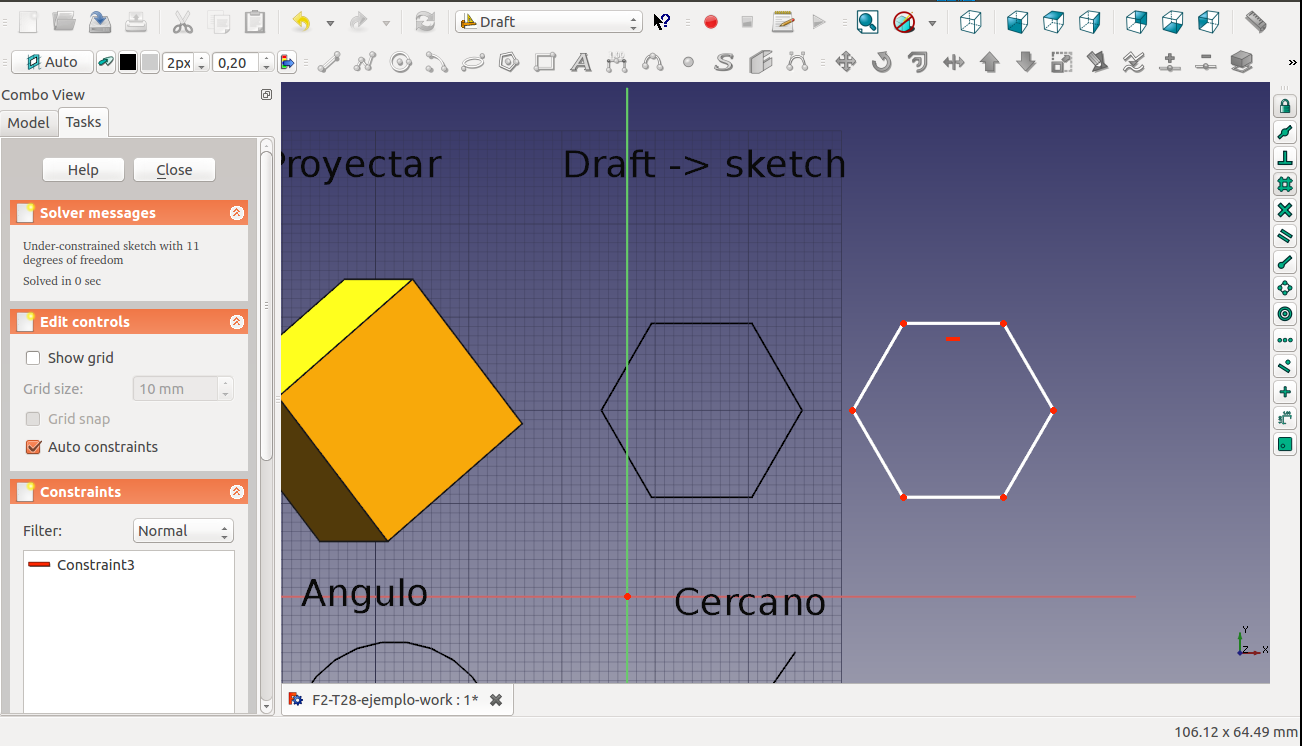 Draft
Auto
2px
0,20
Combo View
Model
Tasks
Help
Close
Solver messages
Under-constrained sketch with 11
degrees of freedom
Solved in 0 sec
Edit controls
Show grid
Grid size:
10 mm
Grid snap
Auto constraints
Constraints
Filter:
Normal
Constraint3
Proyectar
Draft -> sketch
Angulo
Cercano
Y
Z
X
F2-T28-ejemplo-work : 1*
106.12 x 64.49 mm